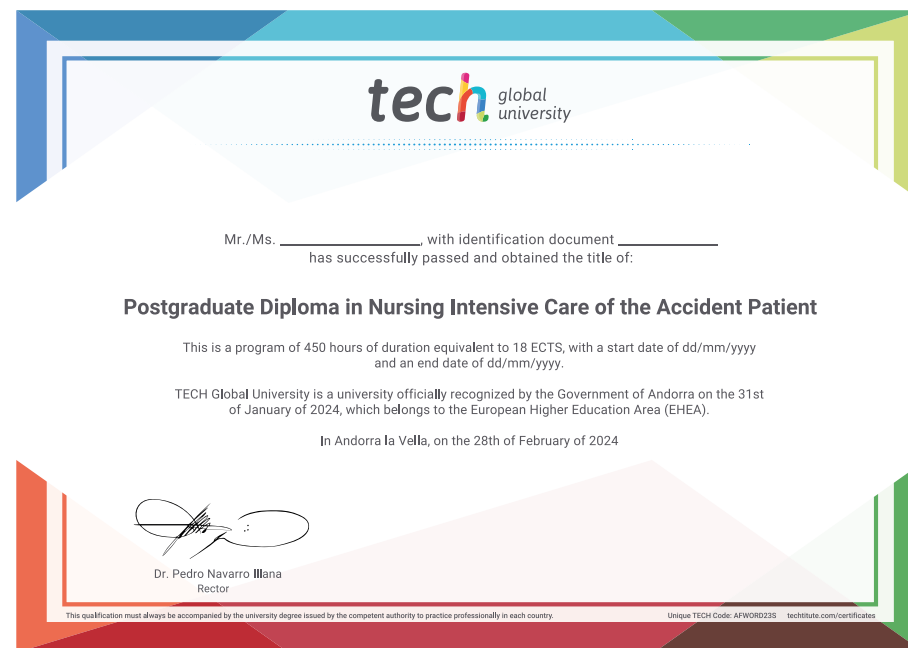 tech global
university
Mr./Ms. ____________, with identification document ____________
has successfully passed and obtained the title of:
Postgraduate Diploma in Nursing Intensive Care of the Accident Patient
This is a program of 450 hours of duration equivalent to 18 ECTS, with a start date of dd/mm/yyyy
and an end date of dd/mm/yyyy.
TECH Global University is a university officially recognized by the Government of Andorra on the 31st
of January of 2024, which belongs to the European Higher Education Area (EHEA).
In Andorra la Vella, on the 28th of February of 2024
Dr. Pedro Navarro Illana
Rector
This qualification must always be accompanied by the university degree issued by the competent authority to practice professionally in each country. Unique TECH Code: AFWORD23S techtitute.com/certificates